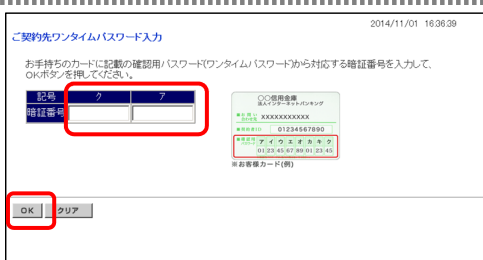 2014/11/01 16:36:39
ご契約先ワンタイムパスワード入力
お手持ちのカードに記載の確認用パスワード(ワンタイムパスワード)から対応する暗証番号を入力して、
OKボタンを押してください。
記号 ク ア
暗証番号
〇〇信用金庫
法人インターネットバンキング
XXXXXXXXXXX
01234567890
ア イ ウ エ オ カ キ ク
01 23 45 67 89 01 23 45
※お客様カード(例)
OK クリア